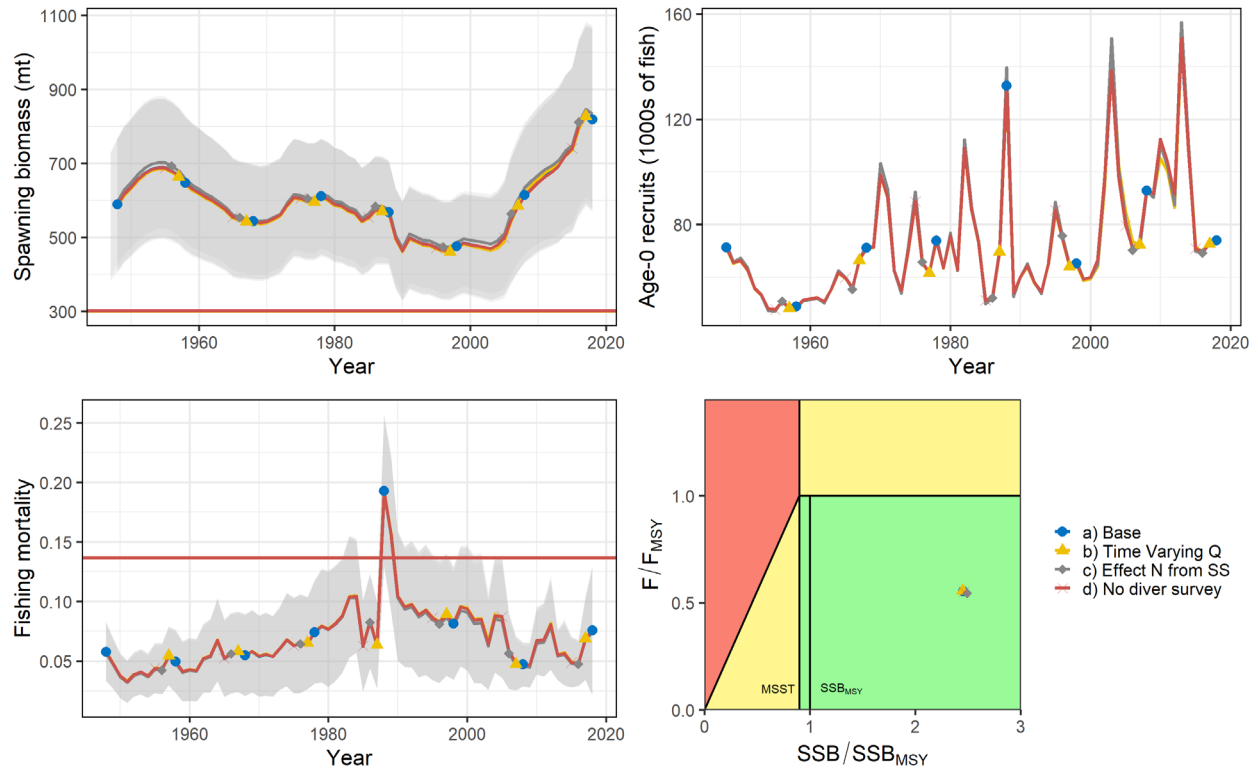 Spawning biomass (mt)
1100
900
700
500
300
1960
1980
2000
2020
Year
Age-0 recruits (1000s of fish)
160
120
80
1960
1980
2000
2020
Year
Fishing mortality
0.25
0.20
0.15
0.10
0.05
1960
1980
2000
2020
Year
F/F_MSY
1.0
0.5
0.0
MSST
SSB_MSY
0
1
2
3
SSB/SSB_MSY
a) Base
b) Time Varying Q
c) Effect N from SS
d) No diver survey